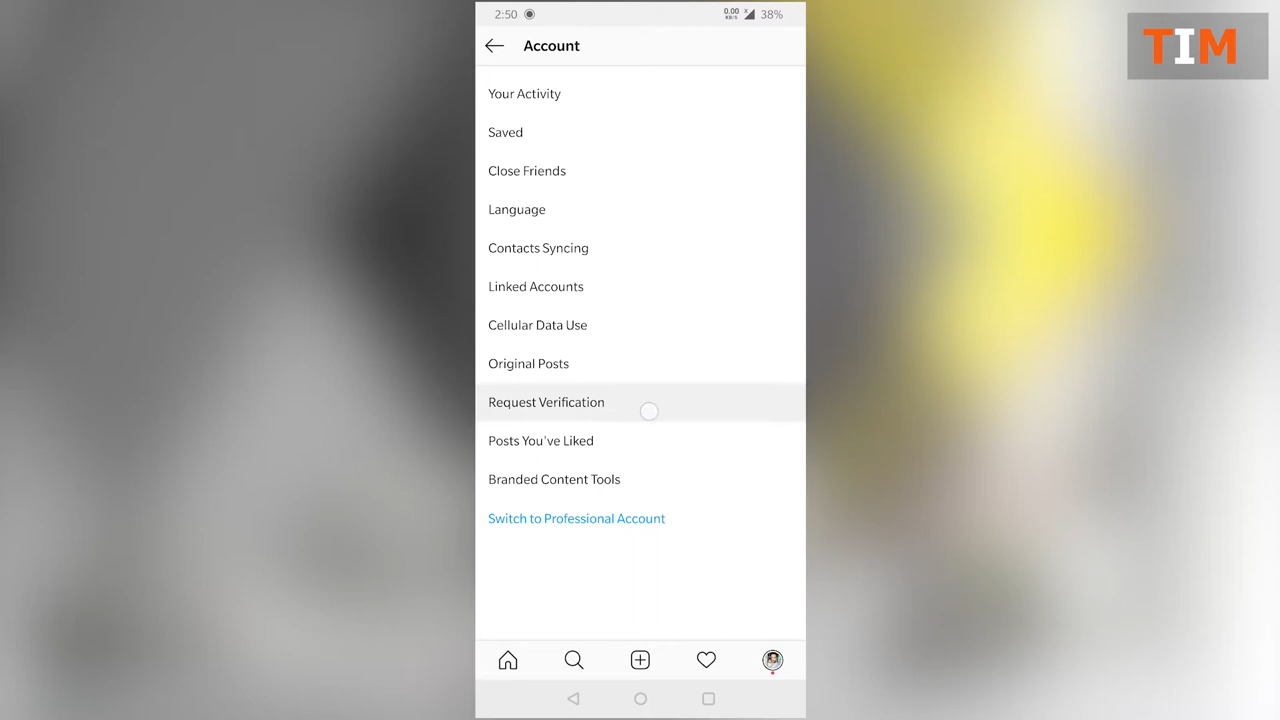 2:50
0.00
KB/S
x
38%
TIM
Account
Your Activity
Saved
Close Friends
Language
Contacts Syncing
Linked Accounts
Cellular Data Use
Original Posts
Request Verification
Posts You've Liked
Branded Content Tools
Switch to Professional Account